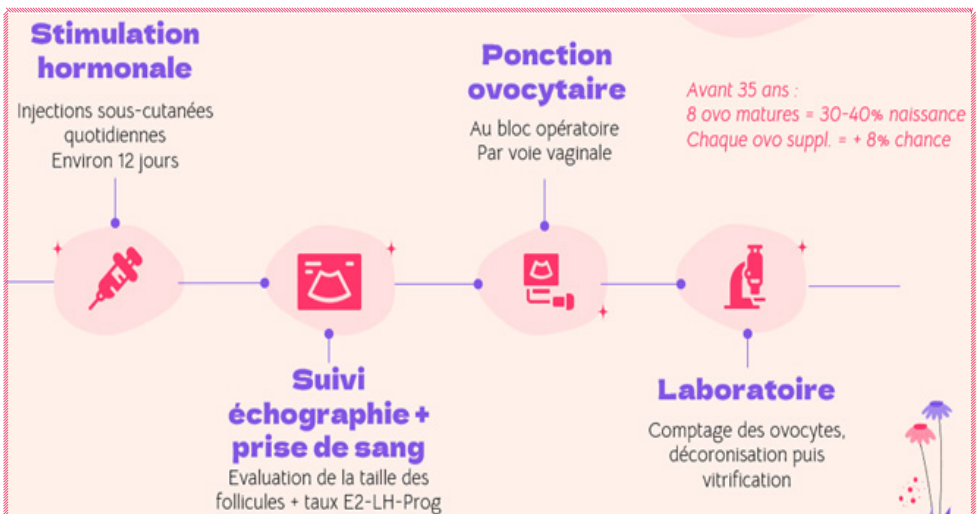 Stimulation
hormonale
Injections sous-cutanées
quotidiennes
Environ 12 jours
Suivi
échographie +
prise de sang
Evaluation de la taille des
follicules + taux E2-LH-Prog
Ponction
ovocytaire
Au bloc opératoire
Par voie vaginale
Avant 35 ans :
8 ovo matures = 30-40% naissance
Chaque ovo suppl. = + 8% chance
Laboratoire
Comptage des ovocytes,
décoronisation puis
vitrification